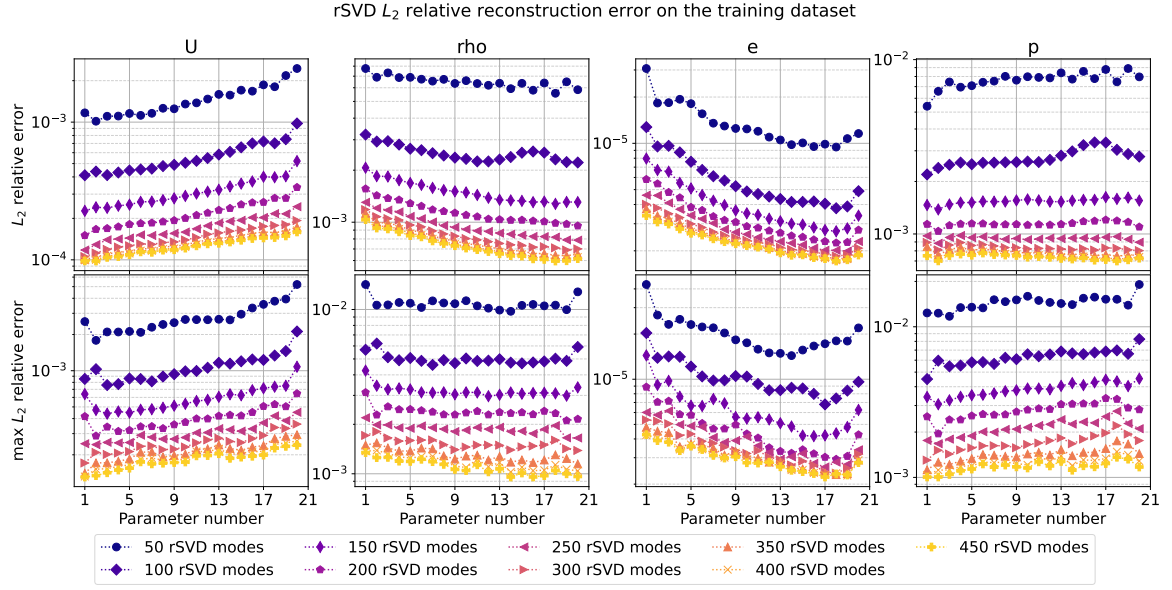 rSVD L₂ relative reconstruction error on the training dataset
U rho e p
L₂ relative error
10⁻³
10⁻⁴
10⁻³
10⁻⁵
10⁻²
10⁻³
max L₂ relative error
10⁻³
10⁻²
10⁻³
10⁻⁵
10⁻²
10⁻³
1 5 9 13 17 21 1 5 9 13 17 21 1 5 9 13 17 21 1 5 9 13 17 21
Parameter number Parameter number Parameter number Parameter number
50 rSVD modes 150 rSVD modes 250 rSVD modes 350 rSVD modes 450 rSVD modes
100 rSVD modes 200 rSVD modes 300 rSVD modes 400 rSVD modes